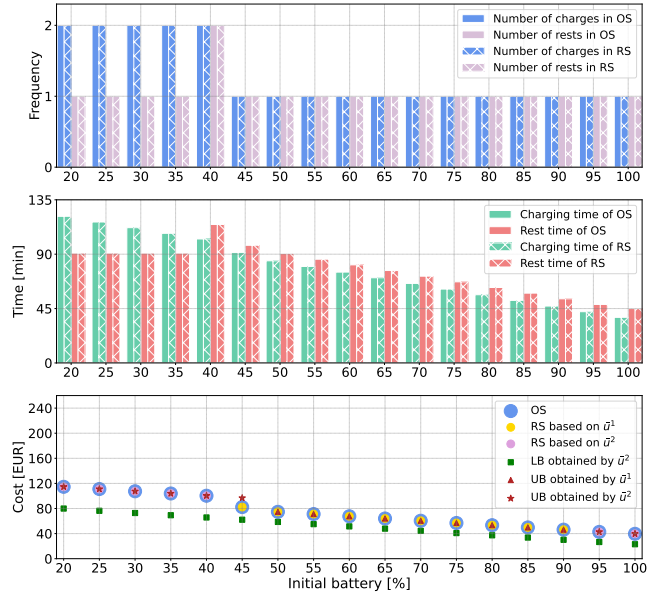 2
1
0
Frequency
Number of charges in OS
Number of rests in OS
Number of charges in RS
Number of rests in RS
20 25 30 35 40 45 50 55 60 65 70 75 80 85 90 95 100
135
90
45
0
Time [min]
Charging time of OS
Rest time of OS
Charging time of RS
Rest time of RS
20 25 30 35 40 45 50 55 60 65 70 75 80 85 90 95 100
240
200
160
120
80
40
0
Cost [EUR]
OS
RS based on ũ¹
RS based on ũ²
LB obtained by ũ²
UB obtained by ũ¹
UB obtained by ũ²
20 25 30 35 40 45 50 55 60 65 70 75 80 85 90 95 100
Initial battery [%]